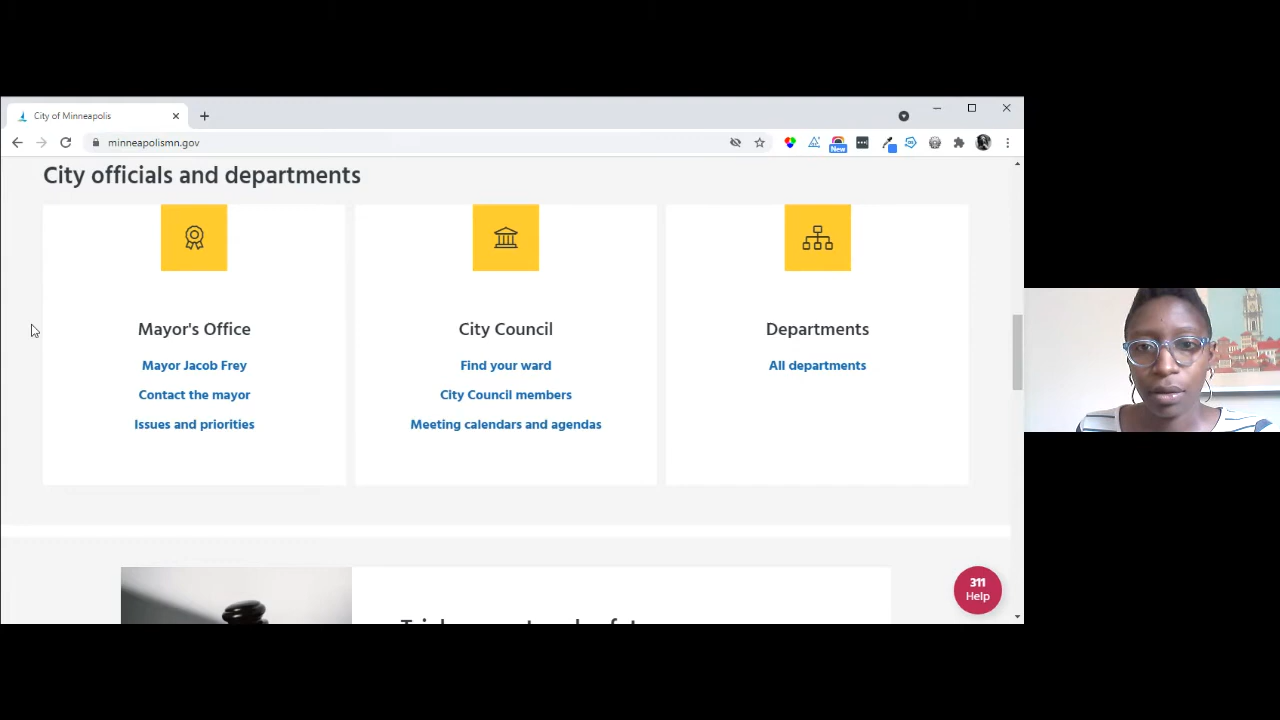 City of Minneapolis
minneapolismn.gov
New
City officials and departments
Mayor's Office
Mayor Jacob Frey
Contact the mayor
Issues and priorities
City Council
Find your ward
City Council members
Meeting calendars and agendas
Departments
All departments
311
Help